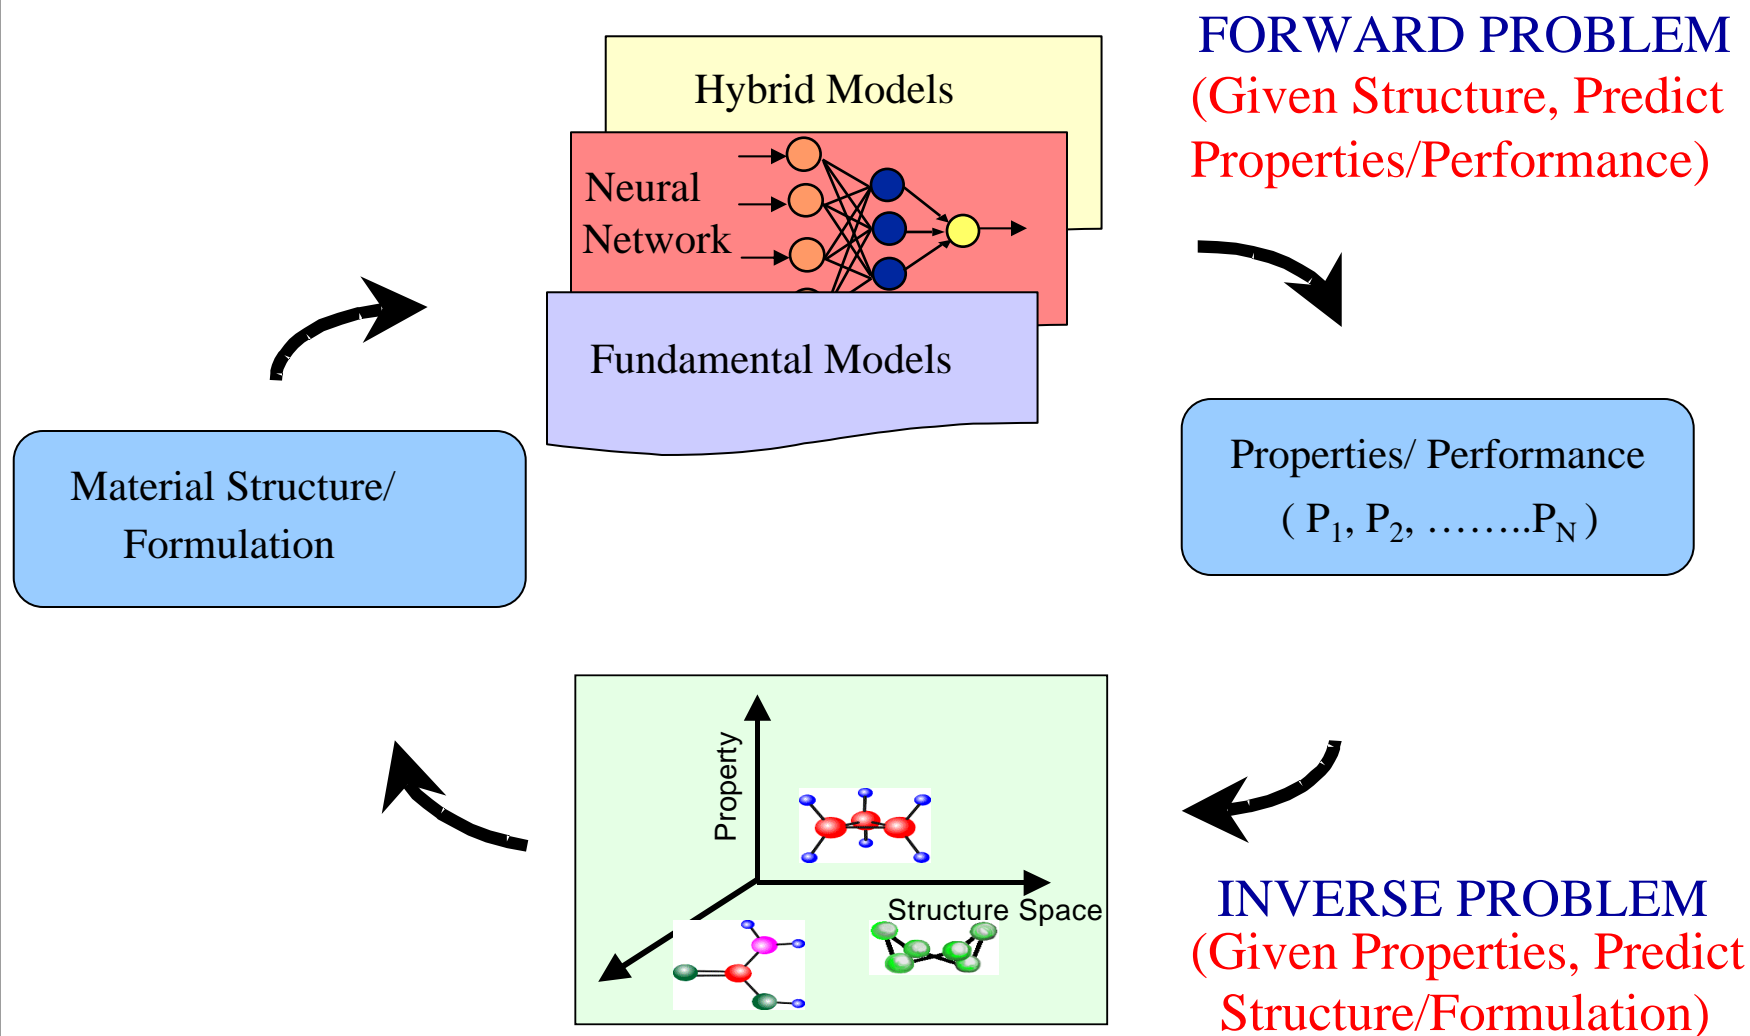 FORWARD PROBLEM
(Given Structure, Predict
Properties/Performance)
Hybrid Models
Neural
Network
Fundamental Models
Material Structure/
Formulation
Properties/ Performance
( P₁, P₂, ……..P_N )
Property
Structure Space
INVERSE PROBLEM
(Given Properties, Predict
Structure/Formulation)